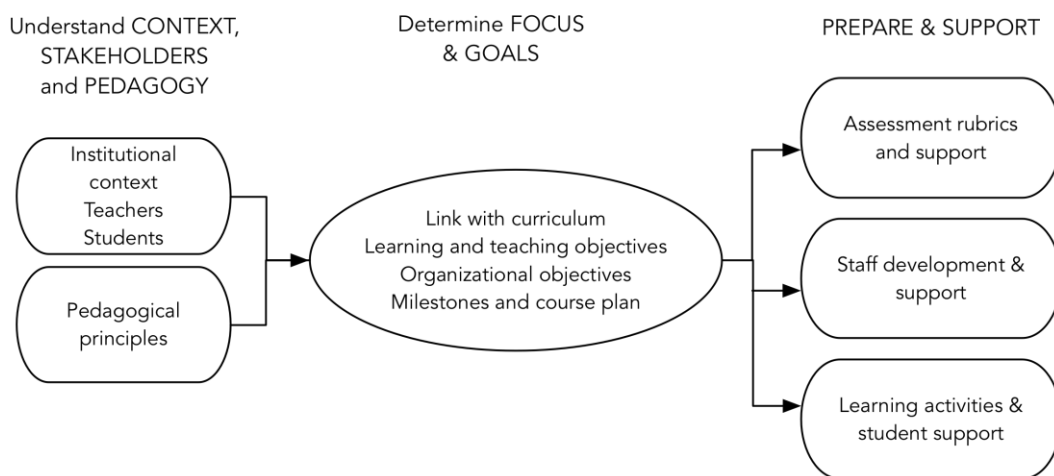 Understand CONTEXT,
STAKEHOLDERS
and PEDAGOGY
Determine FOCUS
& GOALS
PREPARE & SUPPORT
Institutional
context
Teachers
Students
Pedagogical
principles
Link with curriculum
Learning and teaching objectives
Organizational objectives
Milestones and course plan
Assessment rubrics
and support
Staff development &
support
Learning activities &
student support